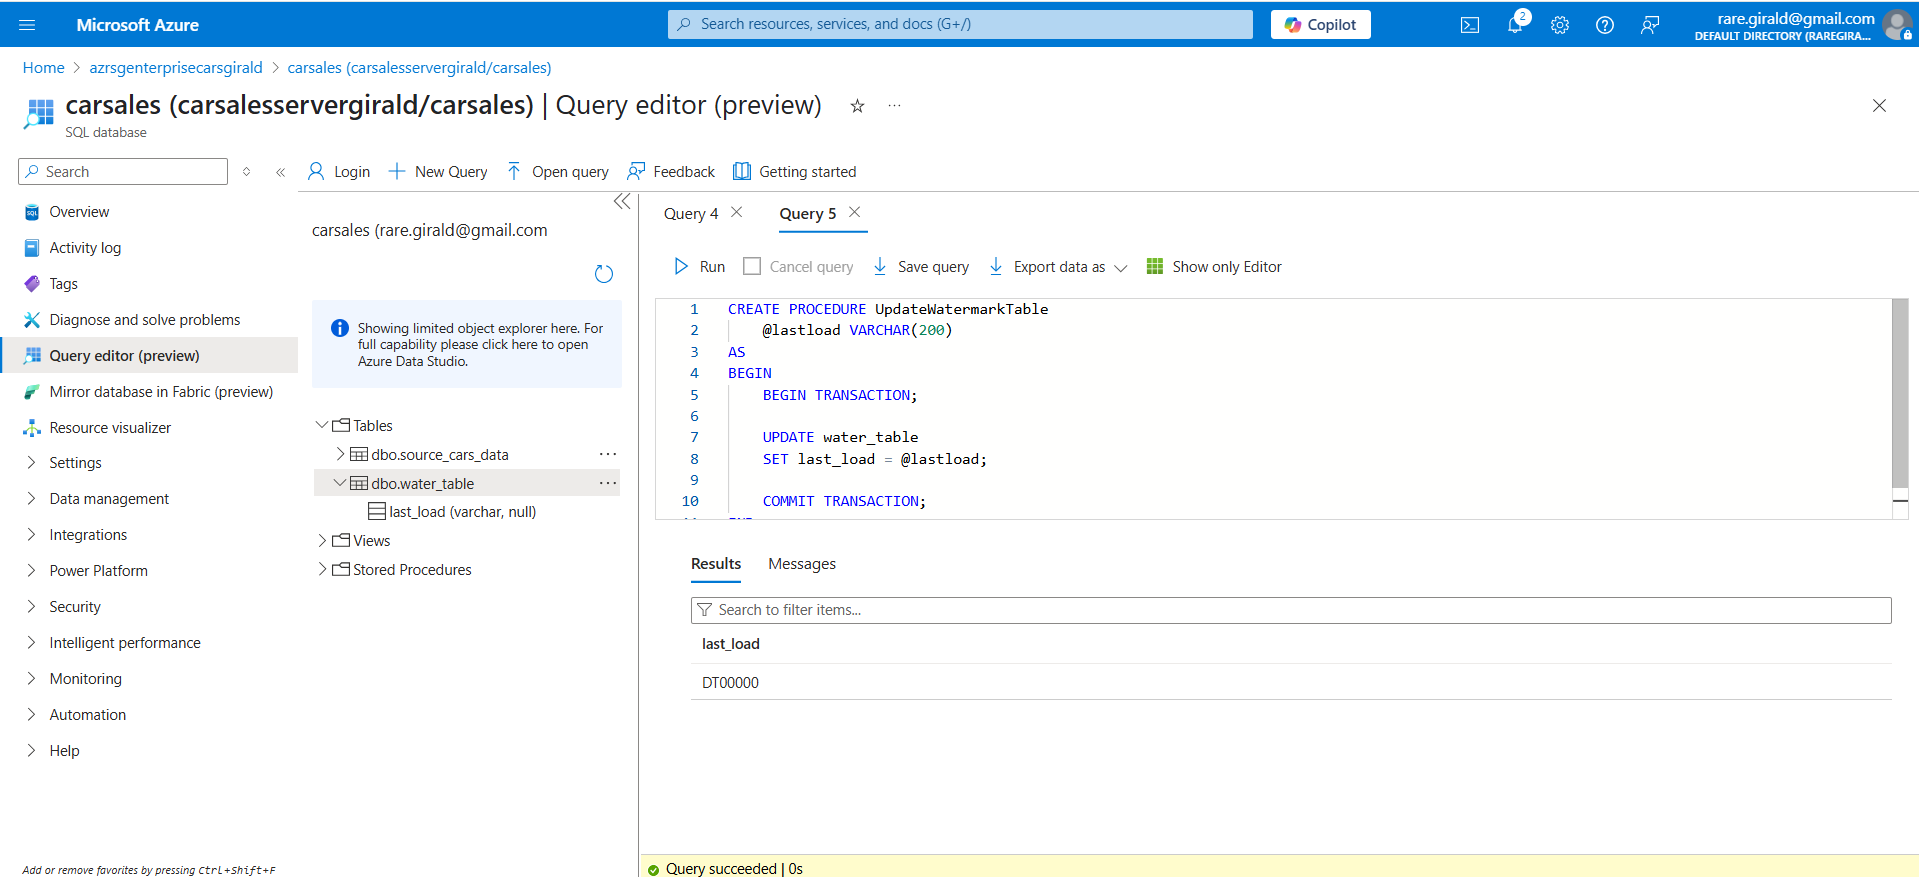 Microsoft Azure
Search resources, services, and docs (G+/)
Copilot
2
rare.girald@gmail.com
DEFAULT DIRECTORY (RAREGIRA...
Home > azrsgenterprisecarsgirald > carsales (carsalesservergirald/carsales)
carsales (carsalesservergirald/carsales) | Query editor (preview)
SQL database
Search
Overview
Activity log
Tags
Diagnose and solve problems
Query editor (preview)
Mirror database in Fabric (preview)
Resource visualizer
Settings
Data management
Integrations
Power Platform
Security
Intelligent performance
Monitoring
Automation
Help
Add or remove favorites by pressing Ctrl+Shift+F
Login
New Query
Open query
Feedback
Getting started
carsales (rare.girald@gmail.com
Showing limited object explorer here. For
full capability please click here to open
Azure Data Studio.
Tables
dbo.source_cars_data
dbo.water_table
last_load (varchar, null)
Views
Stored Procedures
Query 4
Query 5
Run
Cancel query
Save query
Export data as
Show only Editor
1 CREATE PROCEDURE UpdateWatermarkTable
2 @lastload VARCHAR(200)
3 AS
4 BEGIN
5 BEGIN TRANSACTION;
6
7 UPDATE water_table
8 SET last_load = @lastload;
9
10 COMMIT TRANSACTION;
Results
Messages
Search to filter items...
last_load
DT00000
Query succeeded | 0s